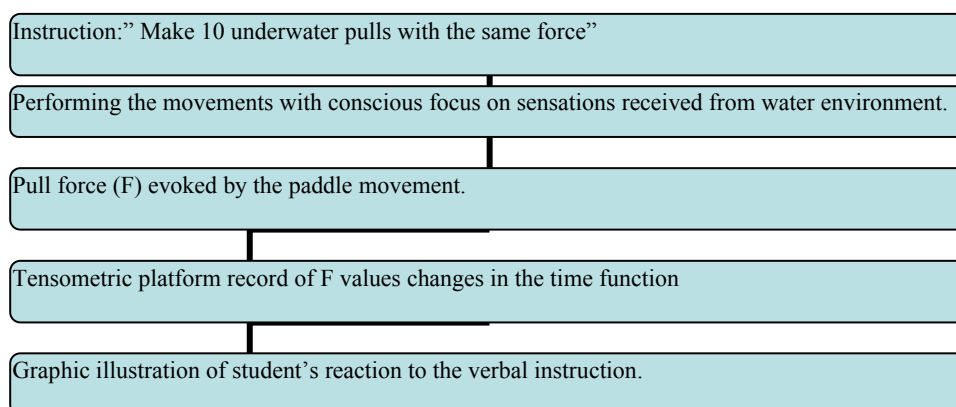 Instruction:” Make 10 underwater pulls with the same force”
Performing the movements with conscious focus on sensations received from water environment.
Pull force (F) evoked by the paddle movement.
Tensometric platform record of F values changes in the time function
Graphic illustration of student’s reaction to the verbal instruction.